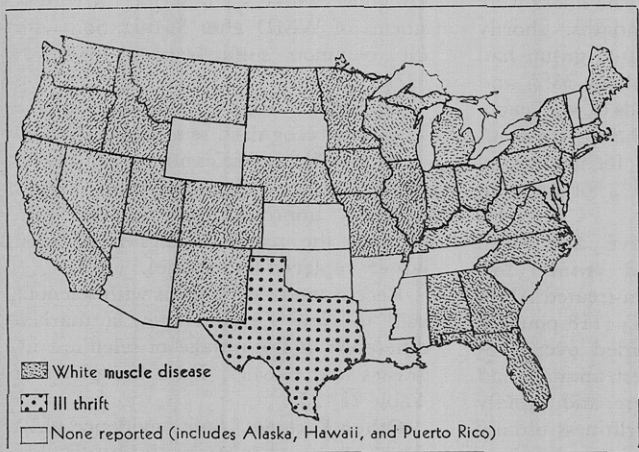 White muscle disease
Ill thrift
None reported (includes Alaska, Hawaii, and Puerto Rico)